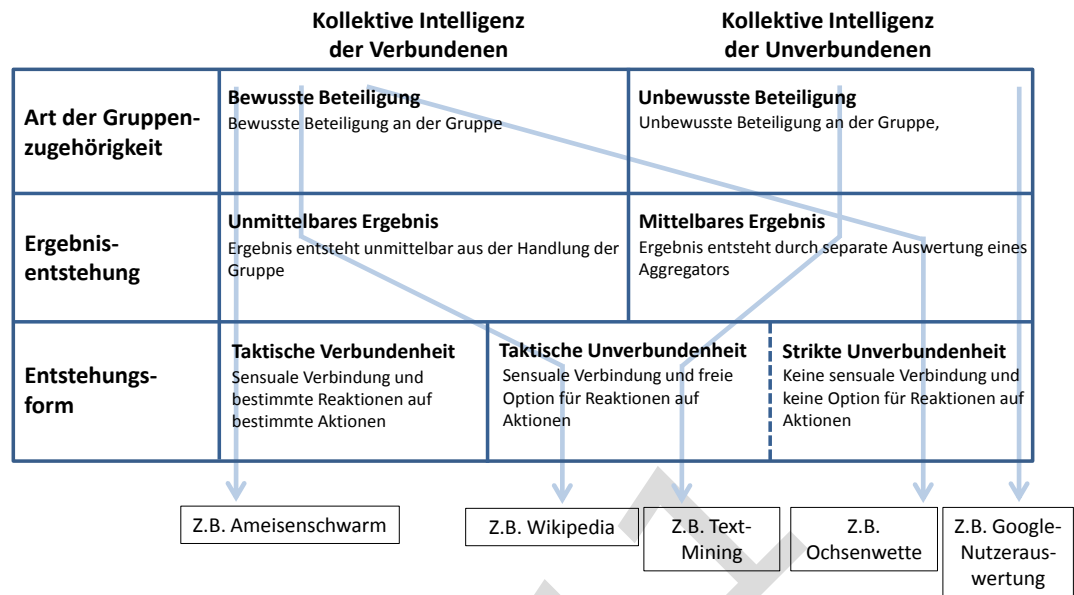 Kollektive Intelligenz
der Verbundenen
Kollektive Intelligenz
der Unverbundenen
Art der Gruppen-
zugehörigkeit
Bewusste Beteiligung
Bewusste Beteiligung an der Gruppe
Unbewusste Beteiligung
Unbewusste Beteiligung an der Gruppe,
Ergebnis-
entstehung
Unmittelbares Ergebnis
Ergebnis entsteht unmittelbar aus der Handlung der
Gruppe
Mittelbares Ergebnis
Ergebnis entsteht durch separate Auswertung eines
Aggregators
Entstehungs-
form
Taktische Verbundenheit
Sensuale Verbindung und
bestimmte Reaktionen auf
bestimmte Aktionen
Taktische Unverbundenheit
Sensuale Verbindung und freie
Option für Reaktionen auf
Aktionen
Strikte Unverbundenheit
Keine sensuale Verbindung und
keine Option für Reaktionen auf
Aktionen
Z.B. Ameisenschwarm
Z.B. Wikipedia
Z.B. Text-
Mining
Z.B.
Ochsenwette
Z.B. Google-
Nutzeraus-
wertung